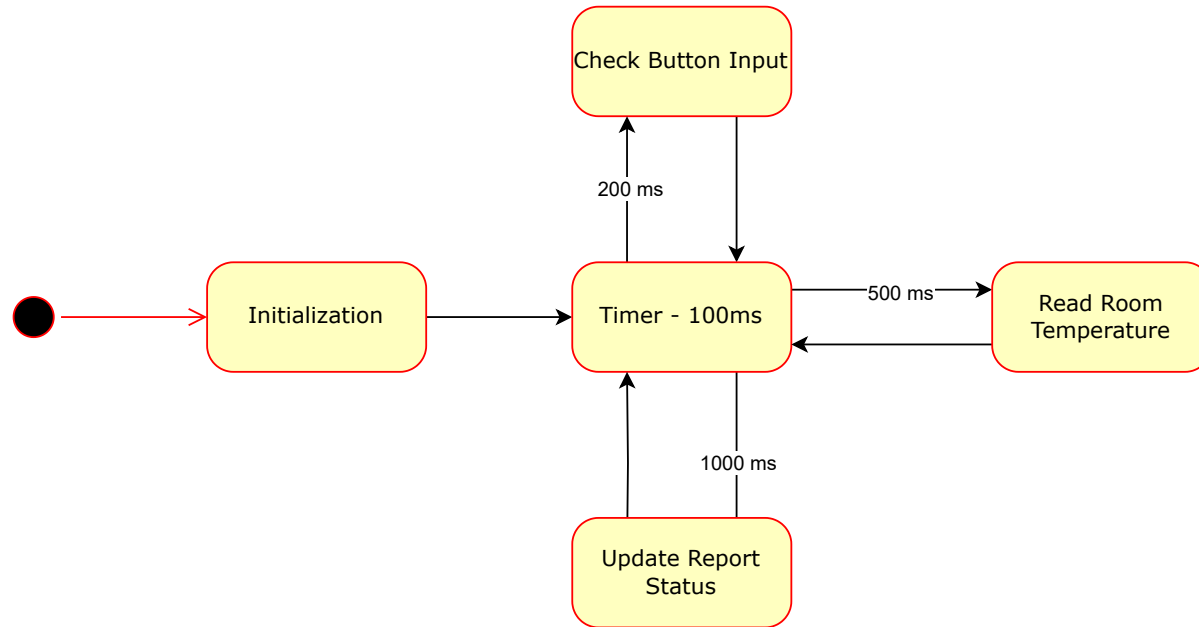 Check Button Input
200 ms
Initialization
Timer - 100ms
500 ms
Read Room
Temperature
1000 ms
Update Report
Status